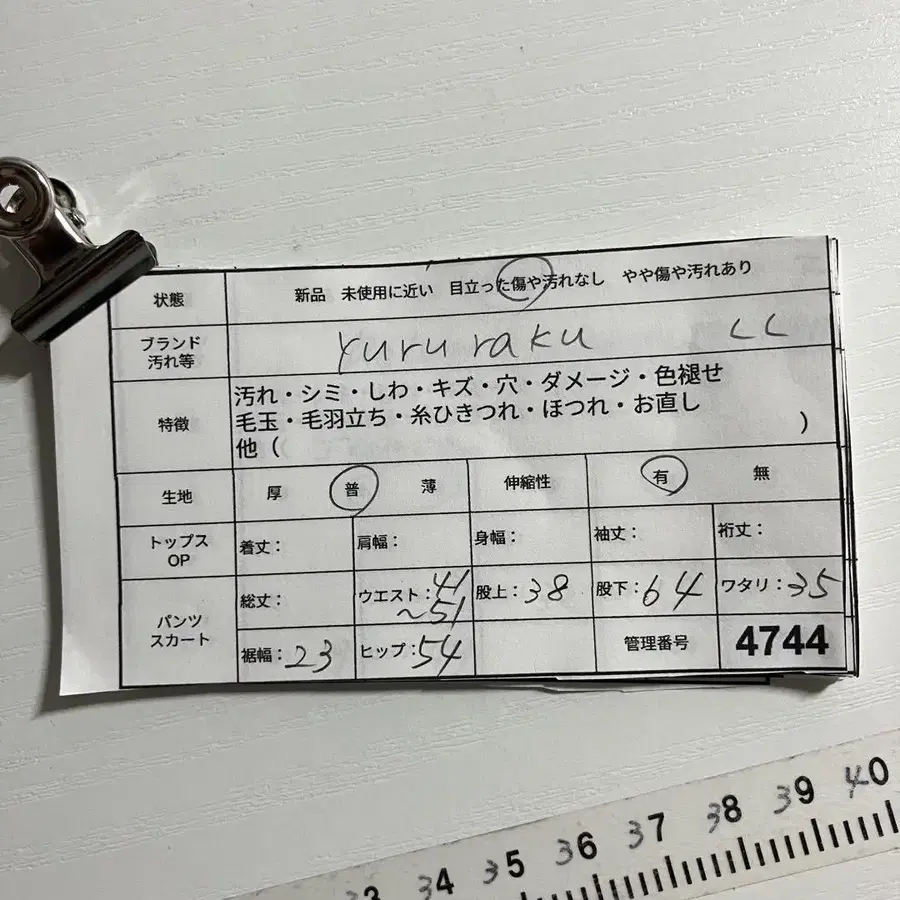 状態 新品 未使用に近い 目立った傷や汚れなし やや傷や汚れあり
ブランド 汚れ等 yururaku LL
特徴 汚れ・シミ・しわ・キズ・穴・ダメージ・色褪せ
毛玉・毛羽立ち・糸ひきつれ・ほつれ・お直し
他（ ）
生地 厚 普 薄 伸縮性 有 無
トップス OP 着丈： 肩幅： 身幅： 袖丈： 裄丈：
パンツ スカート 総丈： ウエスト：41 〜51 股上：38 股下：64 ワタリ：35
裾幅：23 ヒップ：54 管理番号 4744
33 34 35 36 37 38 39 40